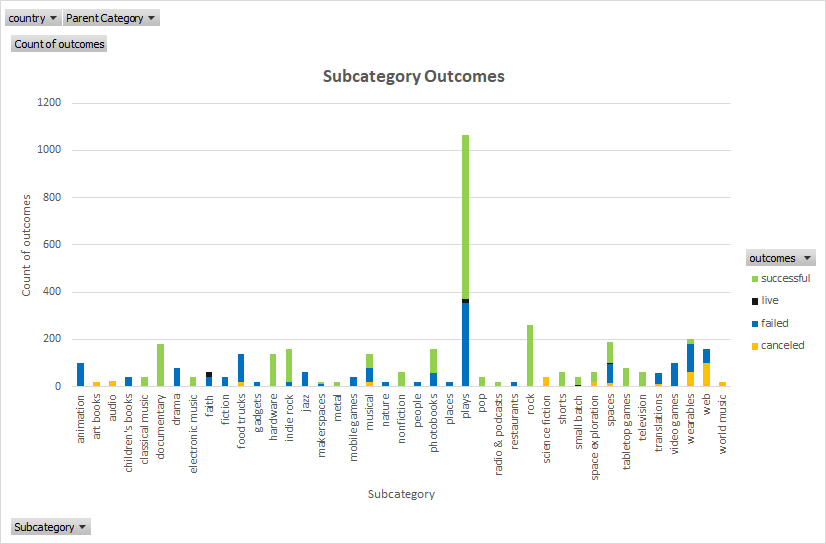 country Parent Category
Count of outcomes
Subcategory Outcomes
1200
1000
800
600
400
200
0
Count of outcomes
animation
art books
audio
children's books
classical music
documentary
drama
electronic music
faith
fiction
food trucks
gadgets
hardware
indie rock
jazz
makerspaces
metal
mobile games
musical
nature
nonfiction
people
photobooks
places
plays
pop
radio & podcasts
restaurants
rock
science fiction
shorts
small batch
space exploration
spaces
tabletop games
television
translations
video games
wearables
web
world music
Subcategory
outcomes
successful
live
failed
canceled
Subcategory